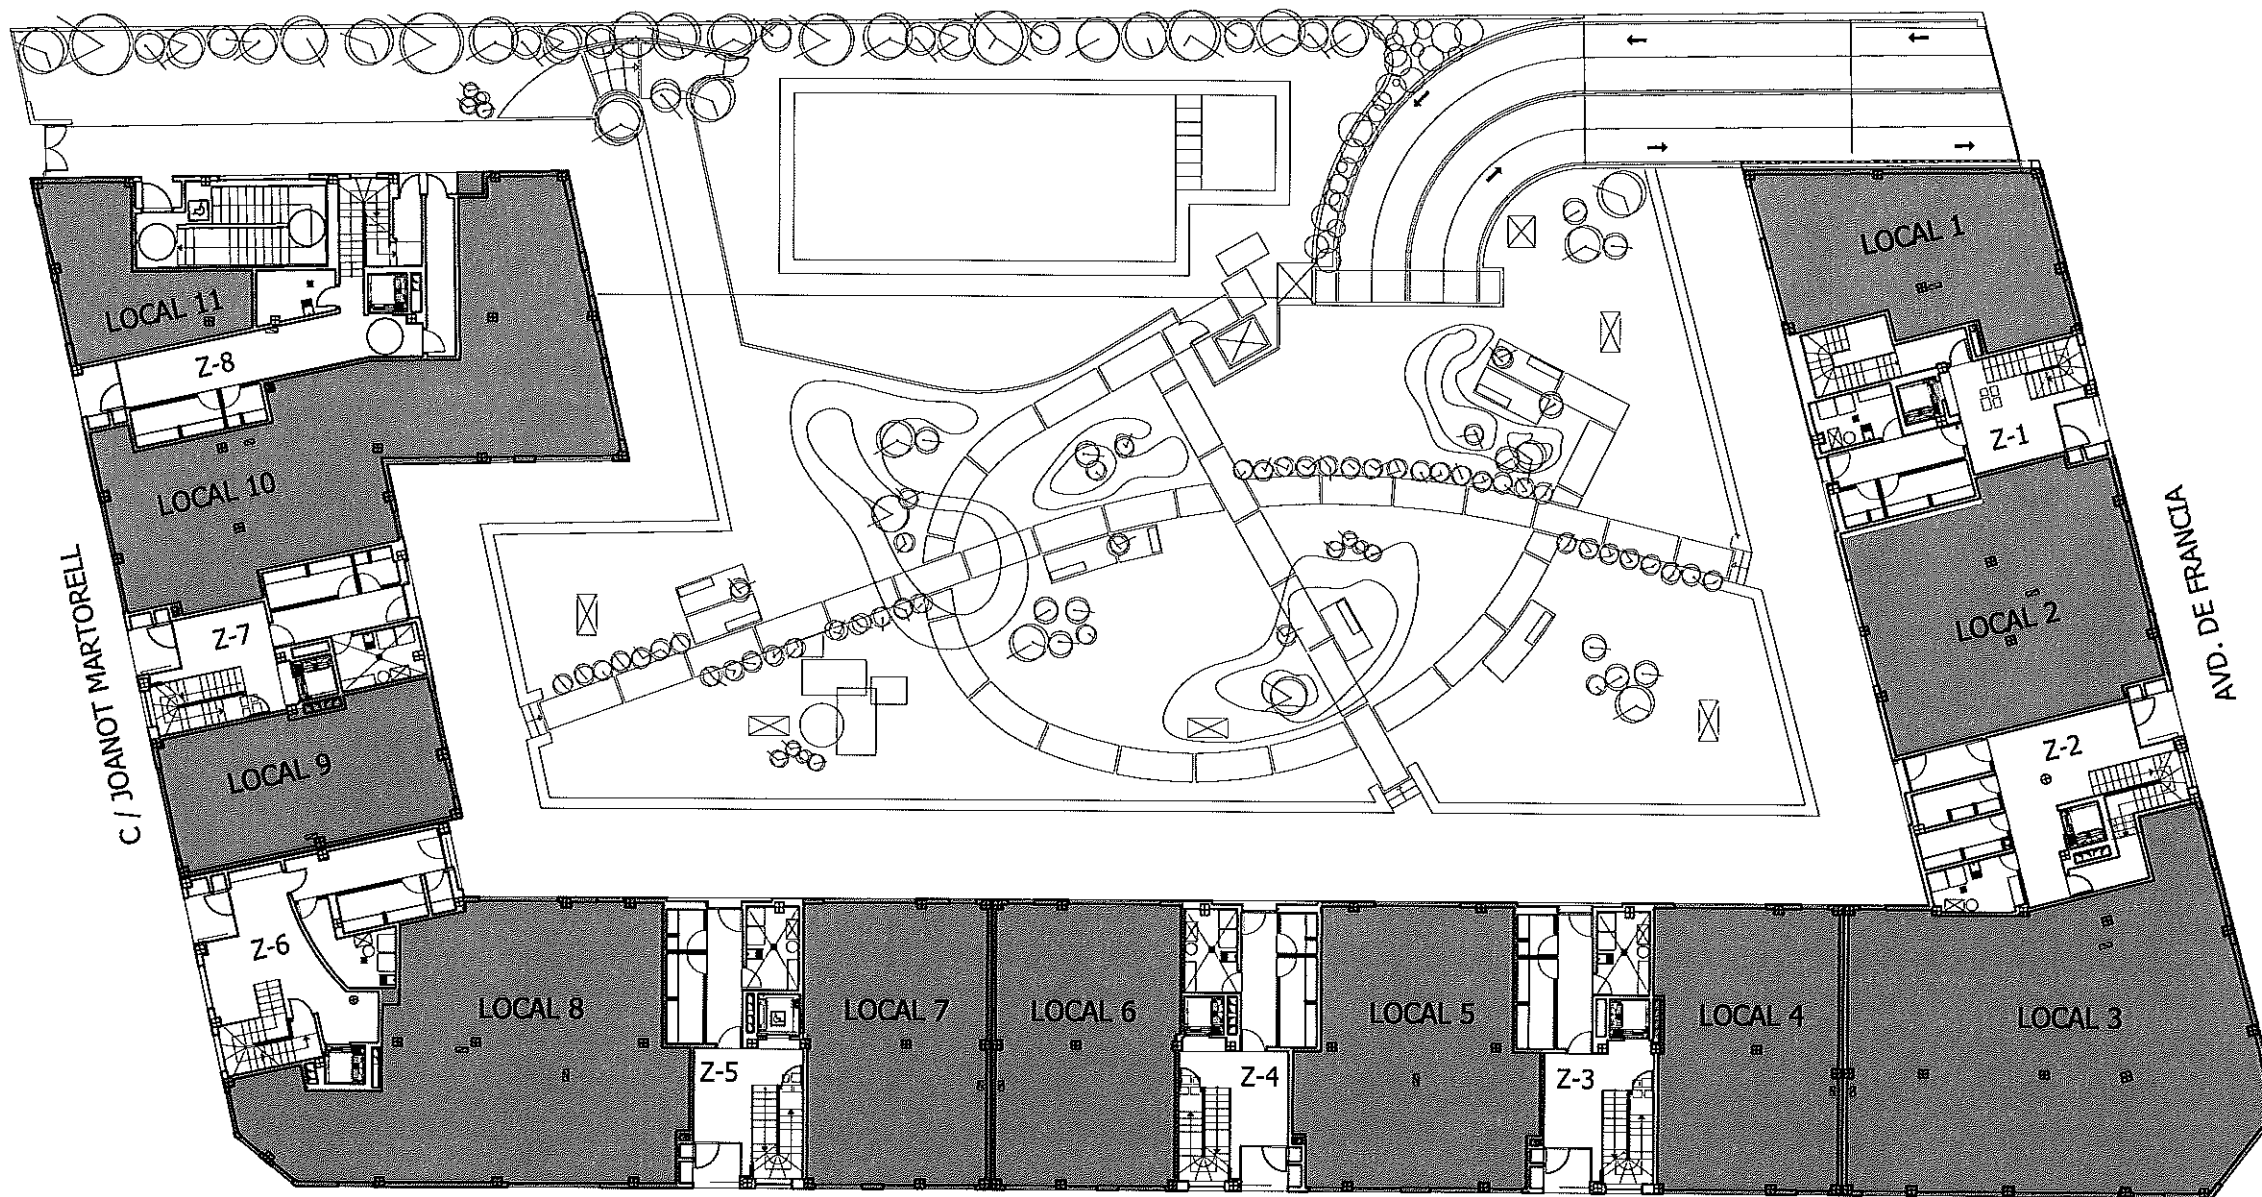 LOCAL 1
LOCAL 11
Z-8
Z-1
LOCAL 10
AVD. DE FRANCIA
C / JOANOT MARTORELL
LOCAL 2
Z-7
LOCAL 9
Z-2
Z-6
LOCAL 8
LOCAL 7
LOCAL 6
LOCAL 5
LOCAL 4
LOCAL 3
Z-5
Z-4
Z-3